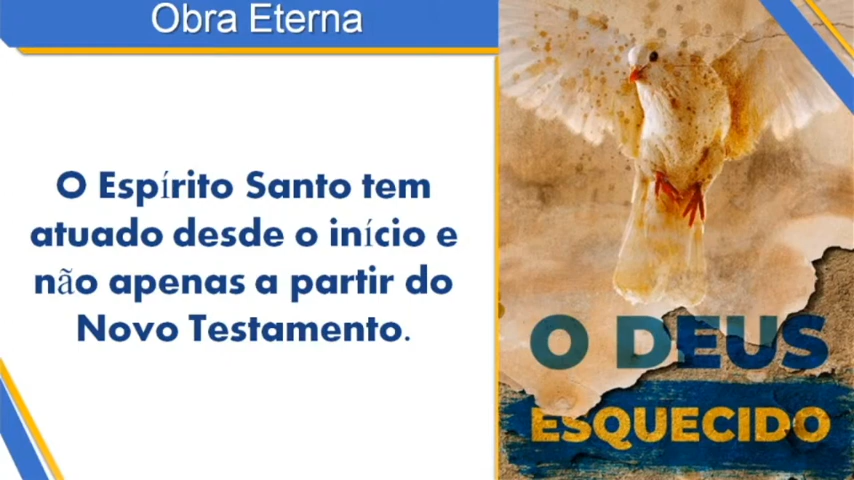 Obra Eterna
O Espírito Santo tem
atuado desde o início e
não apenas a partir do
Novo Testamento.
O DEUS
ESQUECIDO